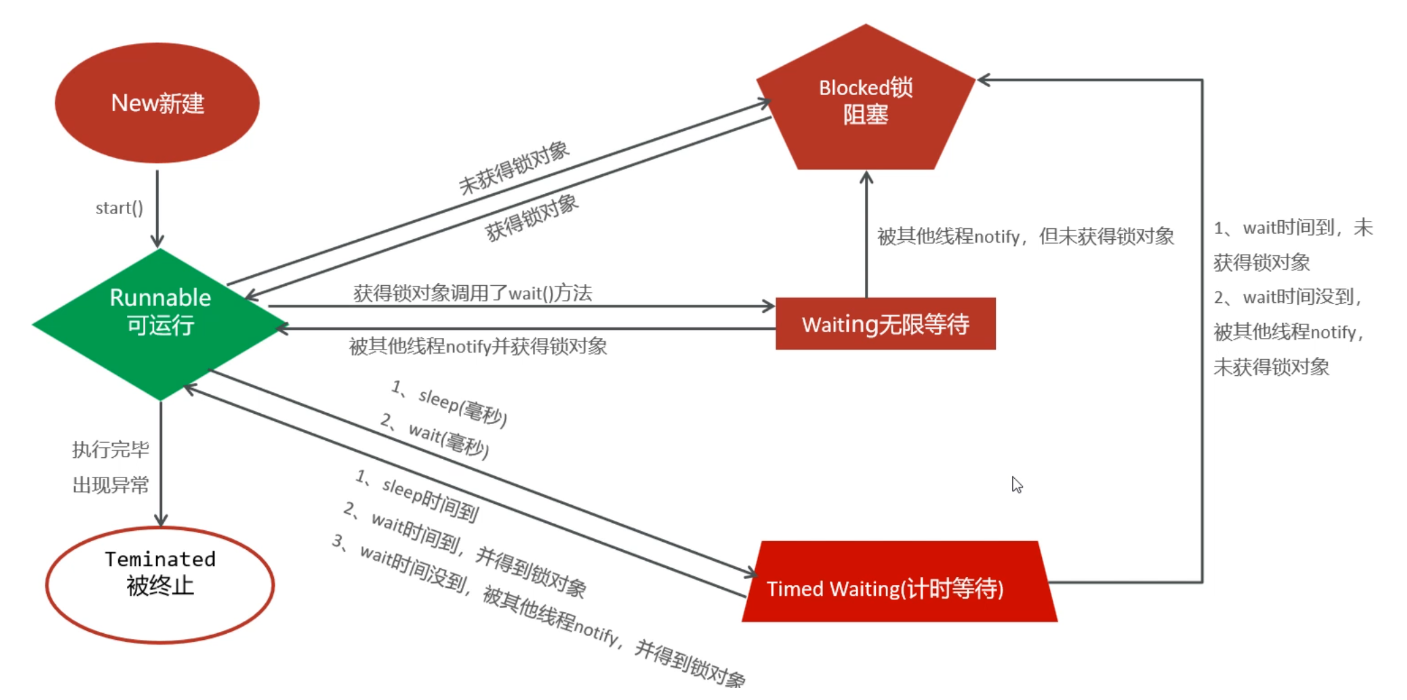 New新建
Blocked锁
阻塞
start()
未获得锁对象
获得锁对象
被其他线程notify，但未获得锁对象
1、wait时间到，未
获得锁对象
2、wait时间没到，
被其他线程notify，
未获得锁对象
Runnable
可运行
获得锁对象调用了wait()方法
Waiting无限等待
被其他线程notify并获得锁对象
1、sleep(毫秒)
2、wait(毫秒)
执行完毕
出现异常
1、sleep时间到
2、wait时间到，并得到锁对象
3、wait时间没到，被其他线程notify，并得到锁对象
Teminated
被终止
Timed Waiting(计时等待)